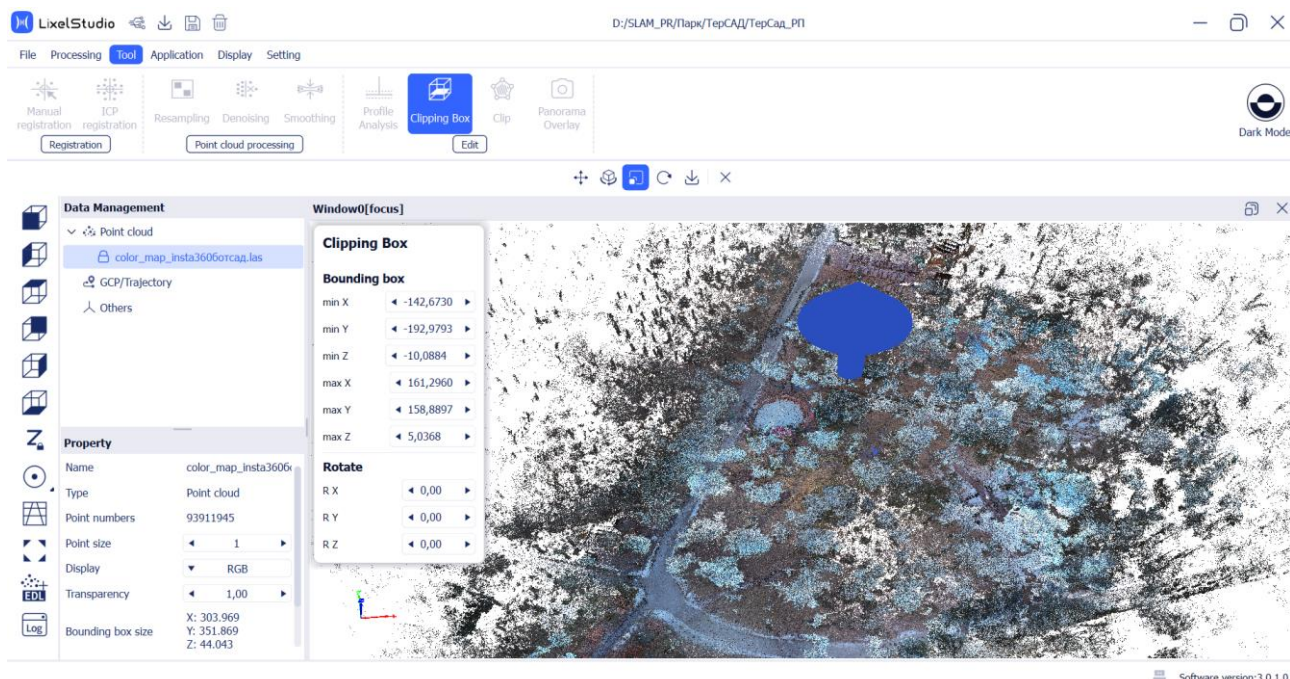 LixelStudio
D:/SLAM_PR/Парк/ТерСАД/ТерСад_РП
File Processing Tool Application Display Setting
Manual registration
ICP registration
Resampling
Denoising
Smoothing
Profile Analysis
Clipping Box
Clip
Panorama Overlay
Dark Mode
Registration
Point cloud processing
Edit
Data Management
Point cloud
color_map_insta360ботсад.las
GCP/Trajectory
Others
Property
Name color_map_insta360б
Type Point cloud
Point numbers 93911945
Point size 1
Display RGB
Transparency 1,00
Bounding box size
X: 303.969
Y: 351.869
Z: 44.043
Z
EDL
Log
Window0[focus]
Clipping Box
Bounding box
min X -142,6730
min Y -192,9793
min Z -10,0884
max X 161,2960
max Y 158,8897
max Z 5,0368
Rotate
R X 0,00
R Y 0,00
R Z 0,00
Software version:3.0.1.0